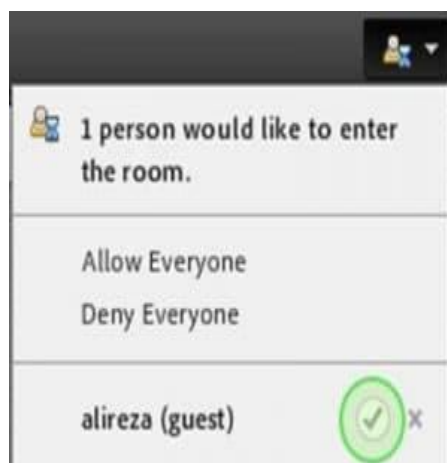 1 person would like to enter
the room.
Allow Everyone
Deny Everyone
alireza (guest)